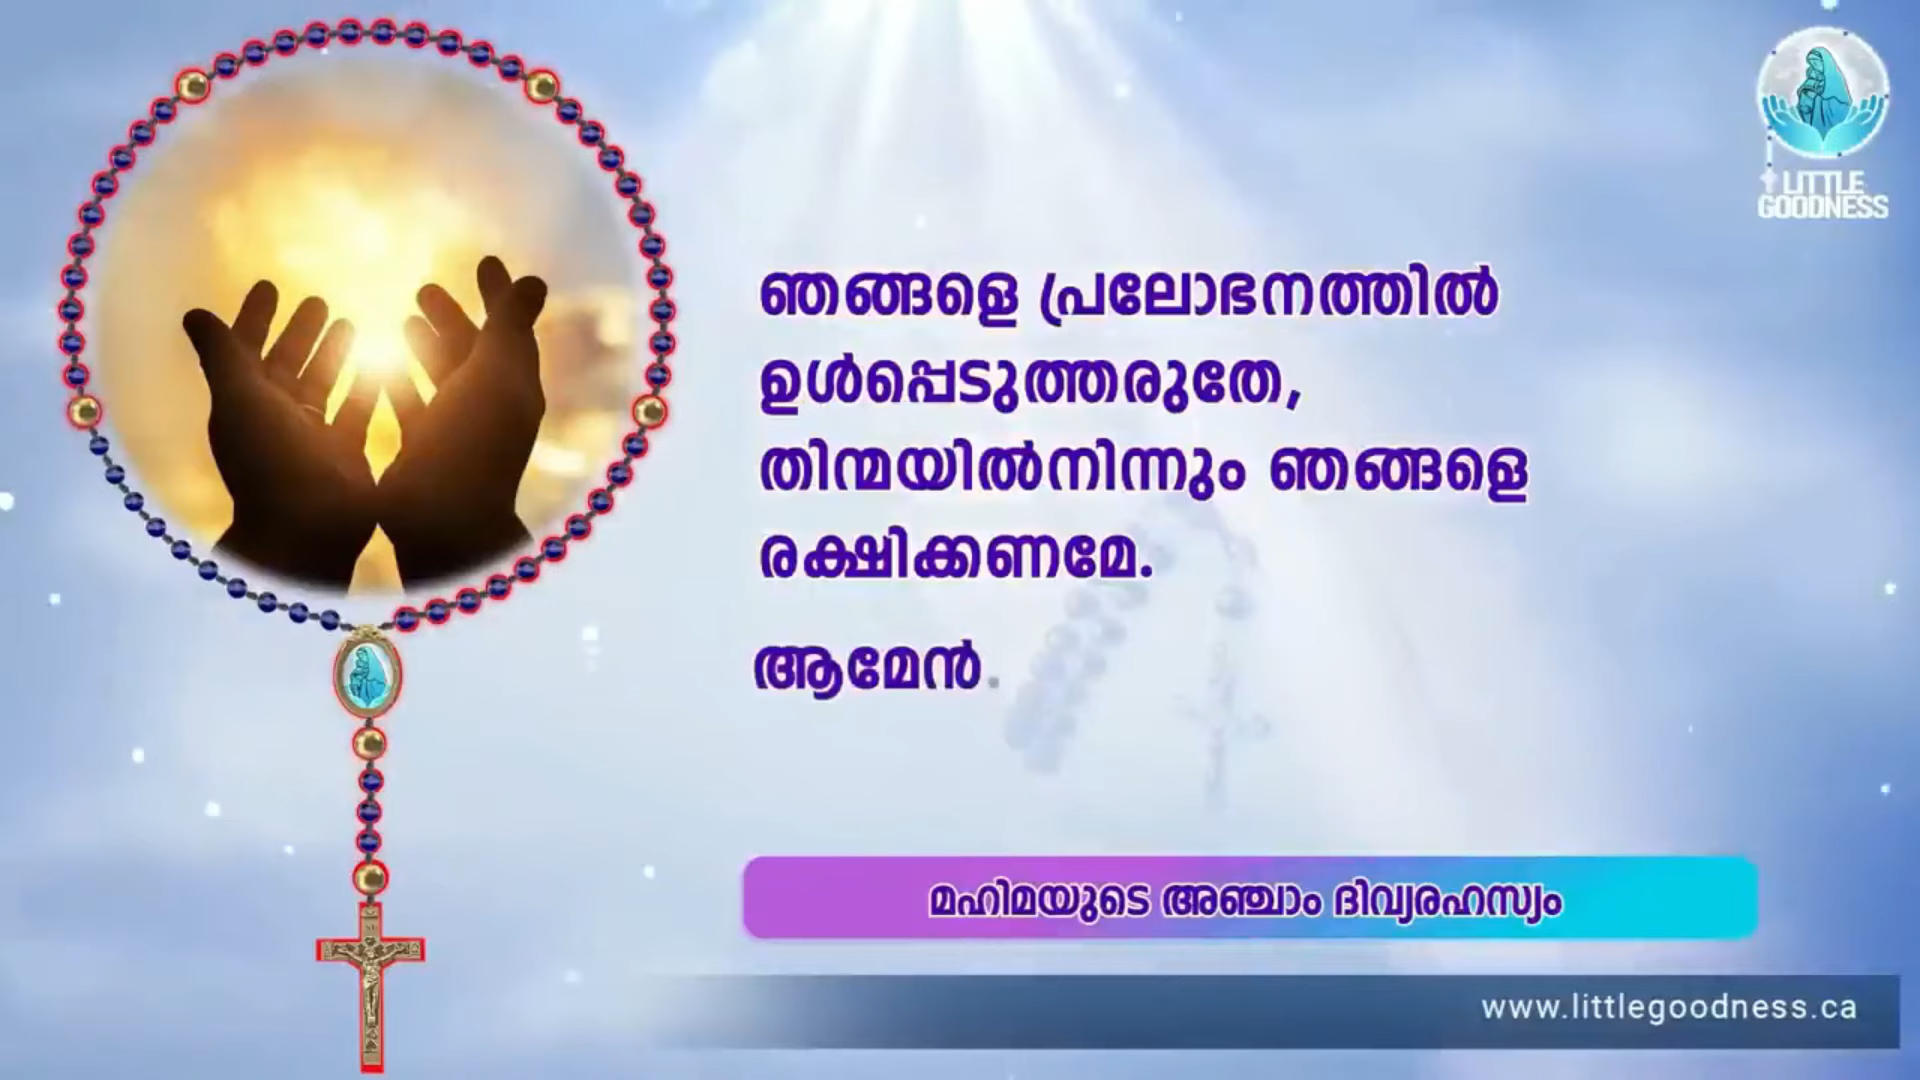 LITTLE
GOODNESS
ഞങ്ങളെ പ്രലോഭനത്തിൽ
ഉൾപ്പെടുത്തരുതേ,
തിന്മയിൽനിന്നും ഞങ്ങളെ
രക്ഷിക്കണമേ.
ആമേൻ.
മഹിമയുടെ അഞ്ചാം ദിവ്യരഹസ്യം
www.littlegoodness.ca